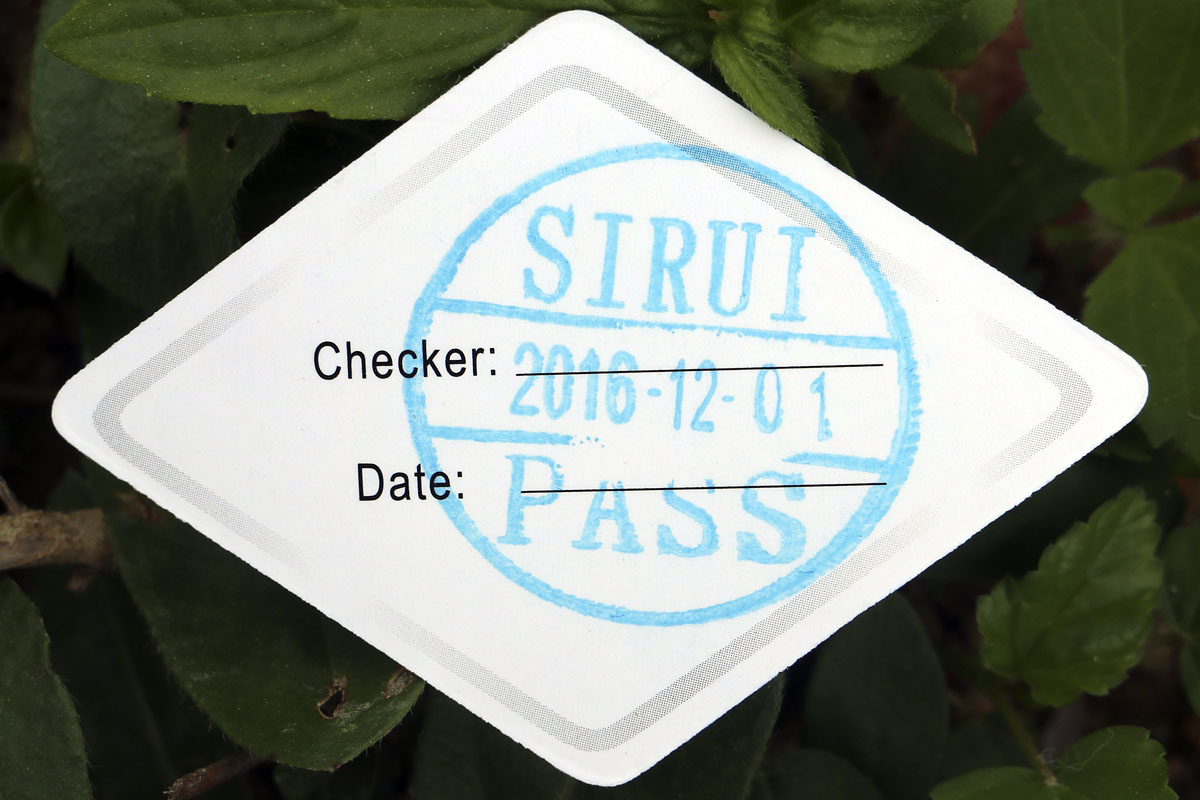 SIRUI
Checker: 2016-12-01
Date: PASS